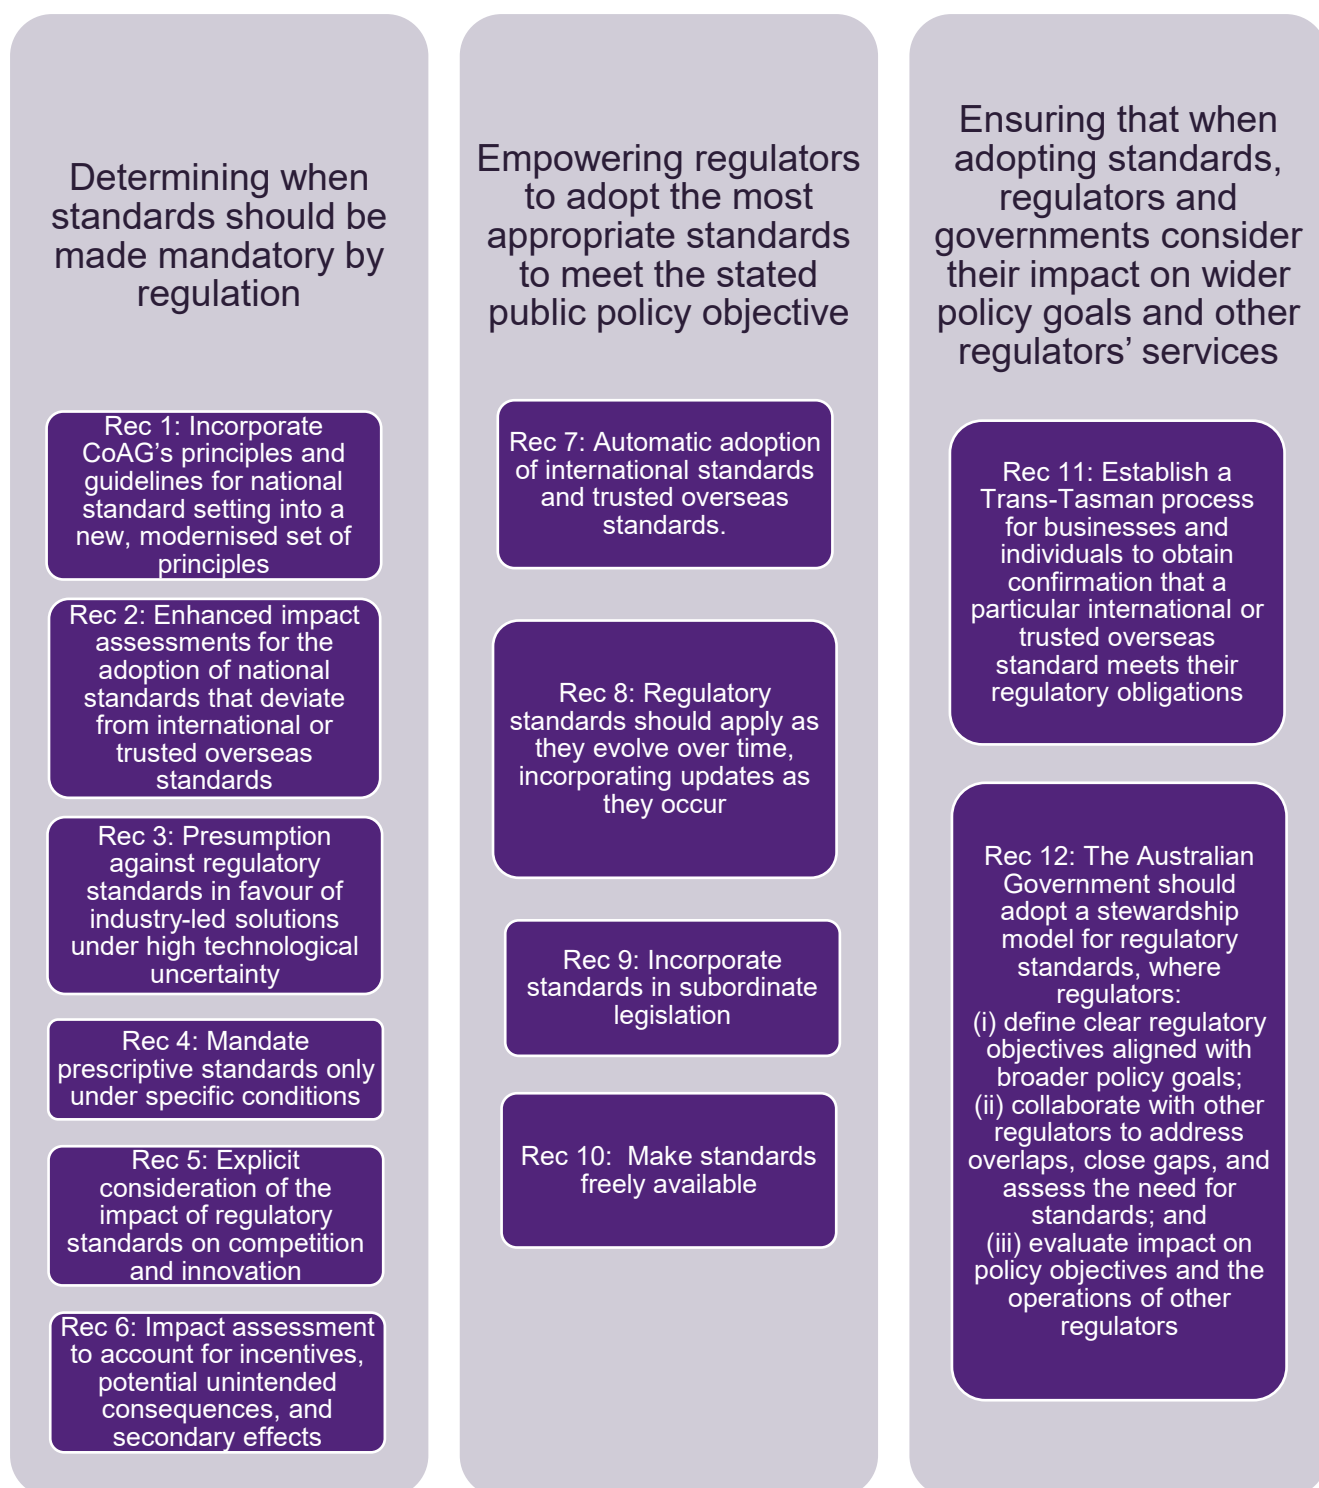 Determining when
standards should be
made mandatory by
regulation
Rec 1: Incorporate
CoAG’s principles and
guidelines for national
standard setting into a
new, modernised set of
principles
Rec 2: Enhanced impact
assessments for the
adoption of national
standards that deviate
from international or
trusted overseas
standards
Rec 3: Presumption
against regulatory
standards in favour of
industry-led solutions
under high technological
uncertainty
Rec 4: Mandate
prescriptive standards only
under specific conditions
Rec 5: Explicit
consideration of the
impact of regulatory
standards on competition
and innovation
Rec 6: Impact assessment
to account for incentives,
potential unintended
consequences, and
secondary effects
Empowering regulators
to adopt the most
appropriate standards
to meet the stated
public policy objective
Rec 7: Automatic adoption
of international standards
and trusted overseas
standards.
Rec 8: Regulatory
standards should apply as
they evolve over time,
incorporating updates as
they occur
Rec 9: Incorporate
standards in subordinate
legislation
Rec 10:  Make standards
freely available
Ensuring that when
adopting standards,
regulators and
governments consider
their impact on wider
policy goals and other
regulators’ services
Rec 11: Establish a
Trans-Tasman process
for businesses and
individuals to obtain
confirmation that a
particular international or
trusted overseas
standard meets their
regulatory obligations
Rec 12: The Australian
Government should
adopt a stewardship
model for regulatory
standards, where
regulators:
(i) define clear regulatory
objectives aligned with
broader policy goals;
(ii) collaborate with other
regulators to address
overlaps, close gaps, and
assess the need for
standards; and
(iii) evaluate impact on
policy objectives and the
operations of other
regulators